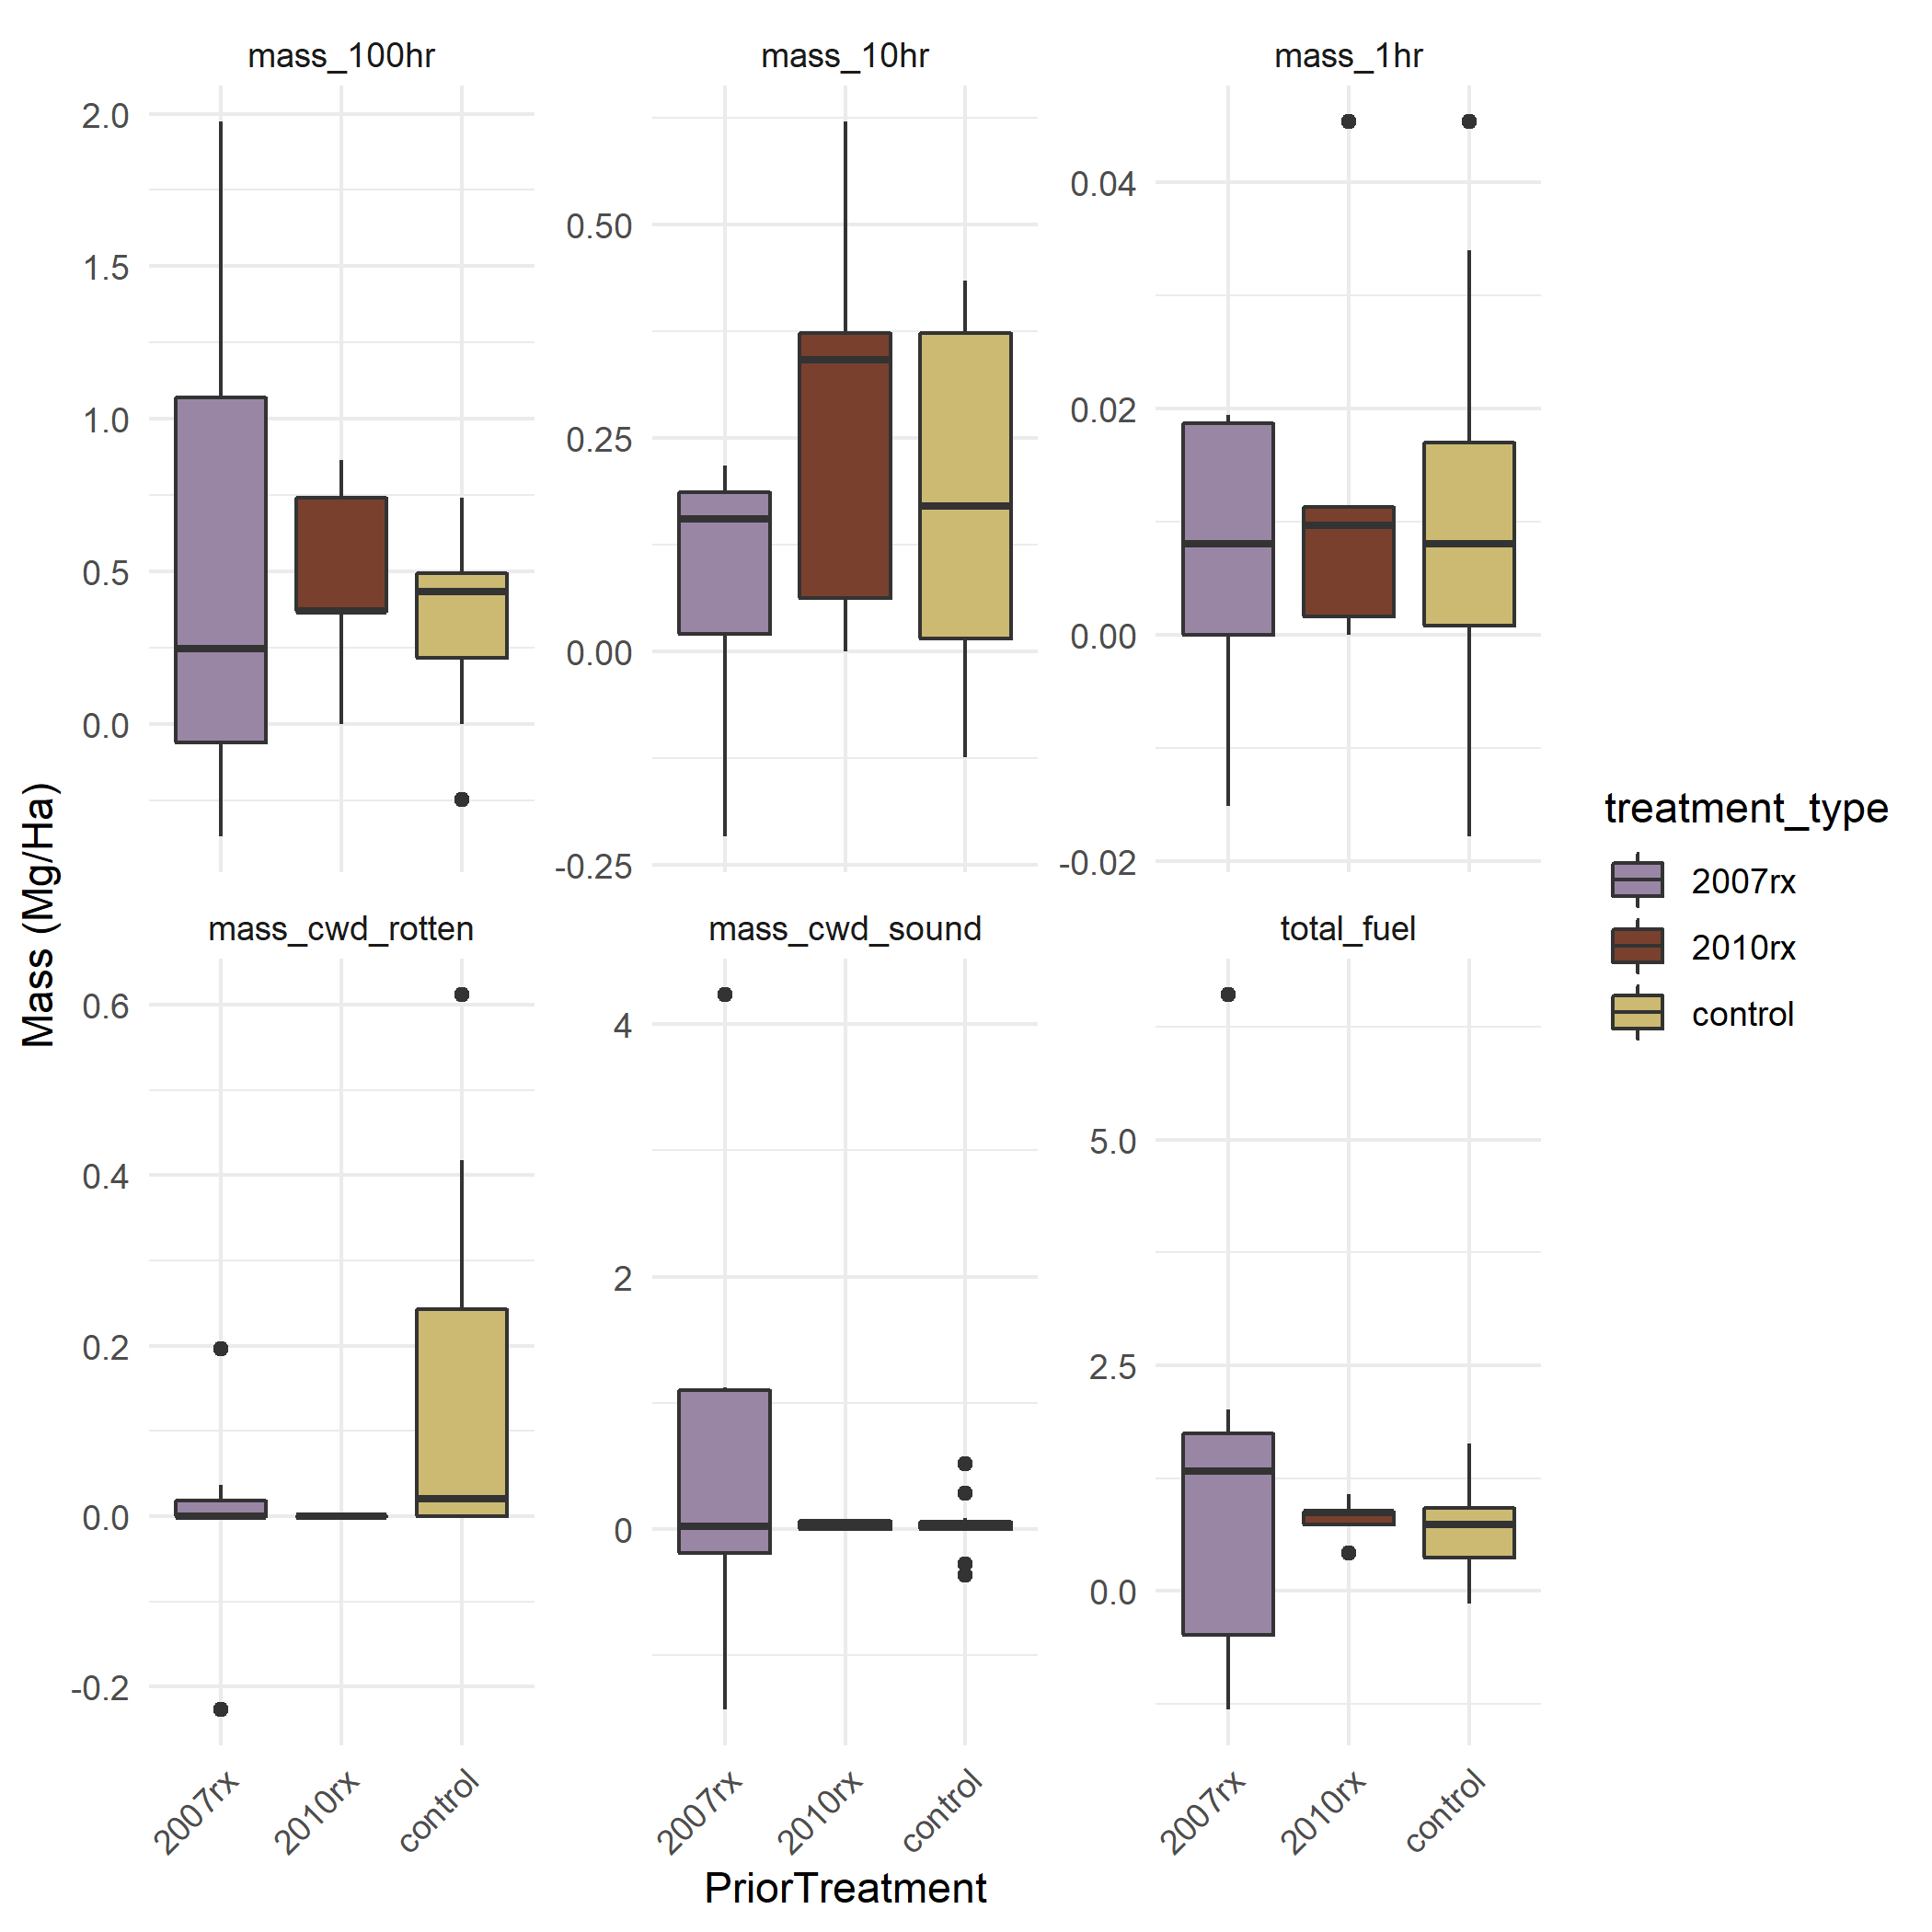 mass_100hr
mass_10hr
mass_1hr
2.0
1.5
1.0
0.5
0.0
0.50
0.25
0.00
-0.25
0.04
0.02
0.00
-0.02
Mass (Mg/Ha)
mass_cwd_rotten
mass_cwd_sound
total_fuel
0.6
0.4
0.2
0.0
-0.2
4
2
0
5.0
2.5
0.0
2007rx
2010rx
control
2007rx
2010rx
control
2007rx
2010rx
control
PriorTreatment
treatment_type
2007rx
2010rx
control